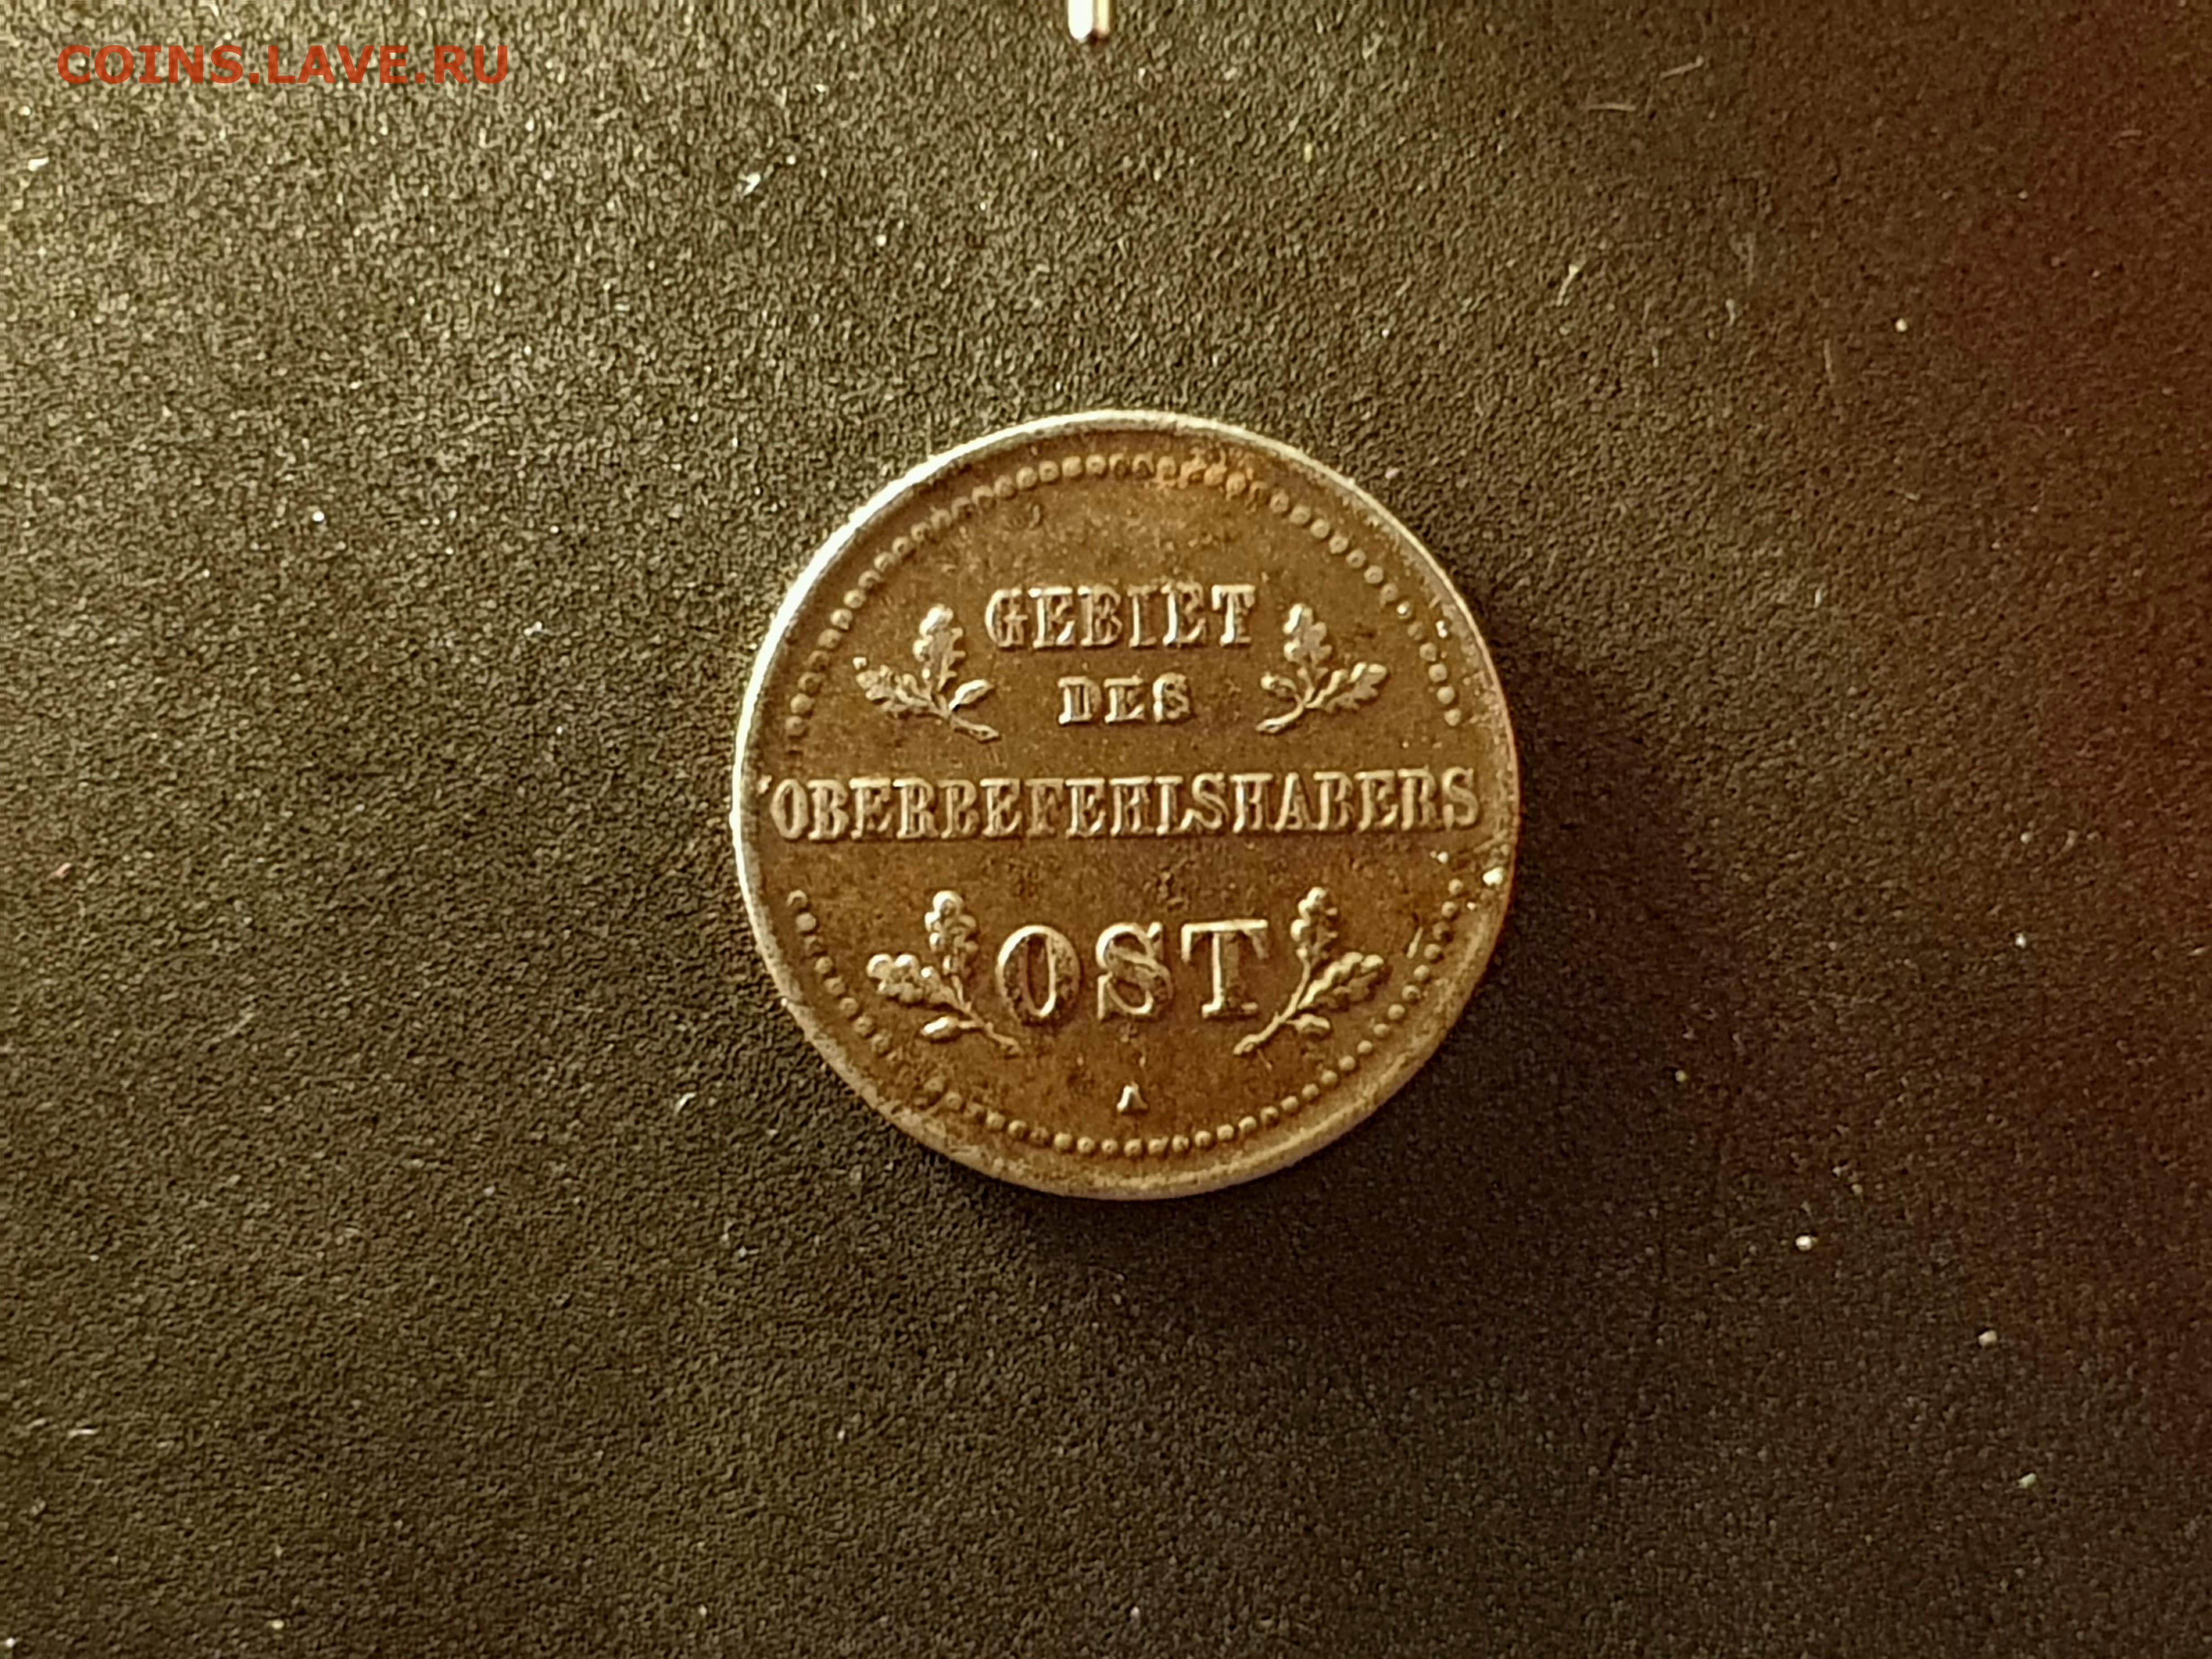 COINS.LAVE.RU
GEBIET
DES
OBERBEFEHLSHABERS
OST
A